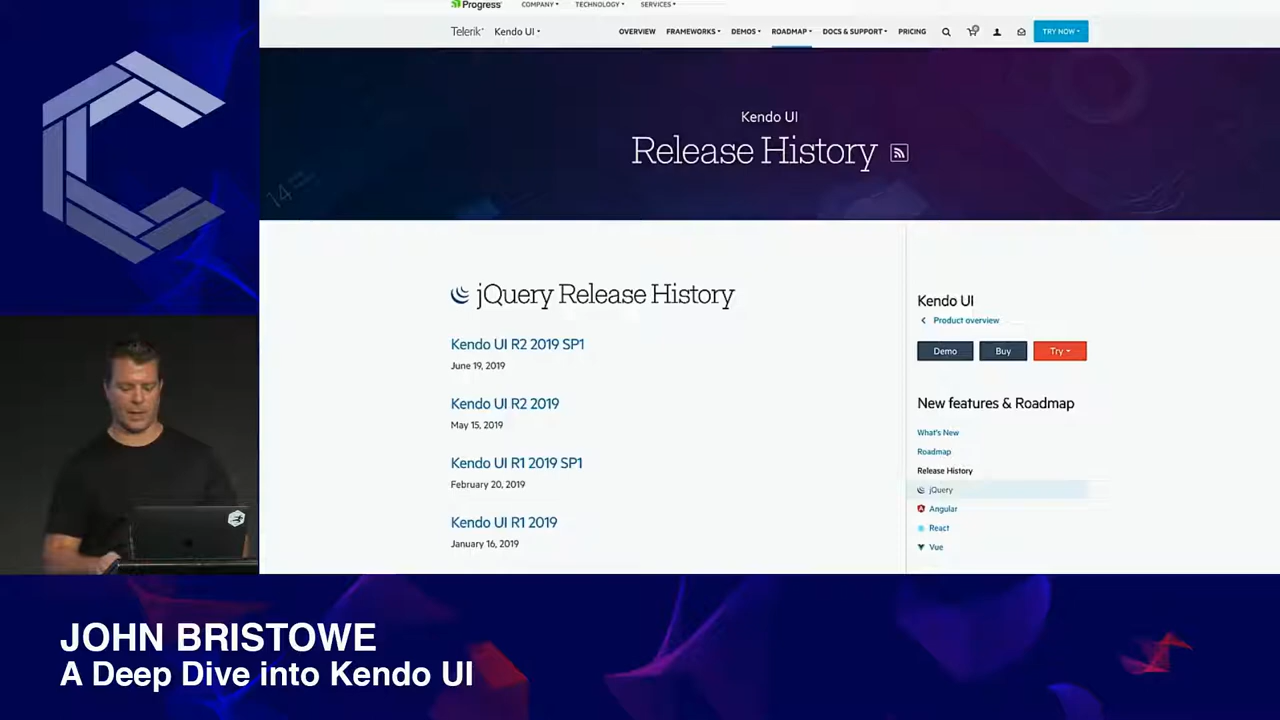 Progress
COMPANY
TECHNOLOGY
SERVICES
Telerik
Kendo UI
OVERVIEW
FRAMEWORKS
DEMOS
ROADMAP
DOCS & SUPPORT
PRICING
TRY NOW
Kendo UI
Release History
14
jQuery Release History
Kendo UI R2 2019 SP1
June 19, 2019
Kendo UI R2 2019
May 15, 2019
Kendo UI R1 2019 SP1
February 20, 2019
Kendo UI R1 2019
January 16, 2019
Kendo UI
Product overview
Demo
Buy
Try
New features & Roadmap
What's New
Roadmap
Release History
jQuery
Angular
React
Vue
JOHN BRISTOWE
A Deep Dive into Kendo UI